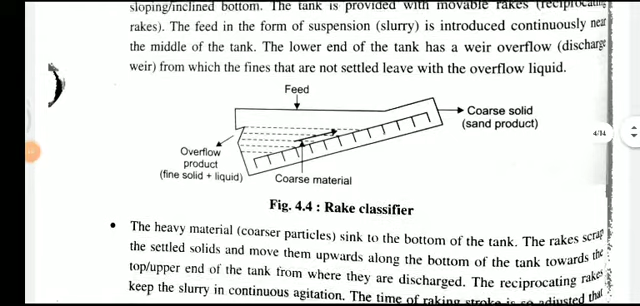 sloping/inclined bottom. The tank is provided with movable rakes (reciprocating
rakes). The feed in the form of suspension (slurry) is introduced continuously near
the middle of the tank. The lower end of the tank has a weir overflow (discharge
weir) from which the fines that are not settled leave with the overflow liquid.
Feed
Coarse solid
(sand product)
Overflow
product
(fine solid + liquid)
Coarse material
4/14
Fig. 4.4 : Rake classifier
• The heavy material (coarser particles) sink to the bottom of the tank. The rakes scrap
the settled solids and move them upwards along the bottom of the tank towards the
top/upper end of the tank from where they are discharged. The reciprocating rakes
keep the slurry in continuous agitation. The time of raking stroke is so adjusted that